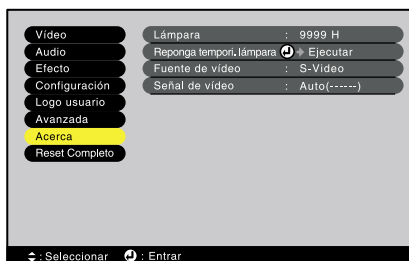 Vídeo
Audio
Efecto
Configuración
Logo usuario
Avanzada
Acerca
Reset Completo
Lámpara : 9999 H
Reponga tempori. lámpara Ejecutar
Fuente de vídeo : S-Video
Señal de vídeo : Auto(------)
: Seleccionar : Entrar